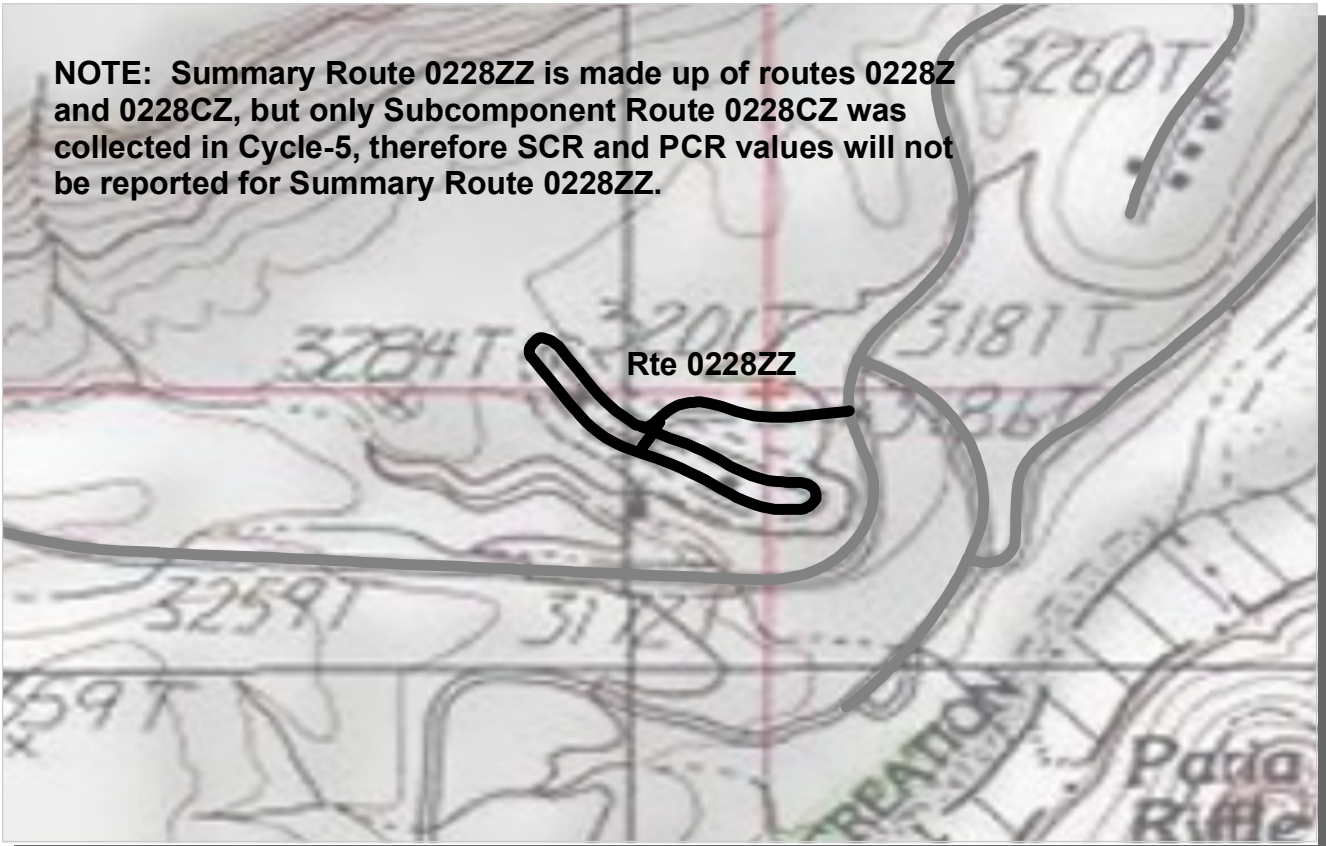 NOTE:  Summary Route 0228ZZ is made up of routes 0228Z
and 0228CZ, but only Subcomponent Route 0228CZ was
collected in Cycle-5, therefore SCR and PCR values will not
be reported for Summary Route 0228ZZ.
3260T
3201T
3181T
3284T
Rte 0228ZZ
3259T
REATION
Paria
Riffle